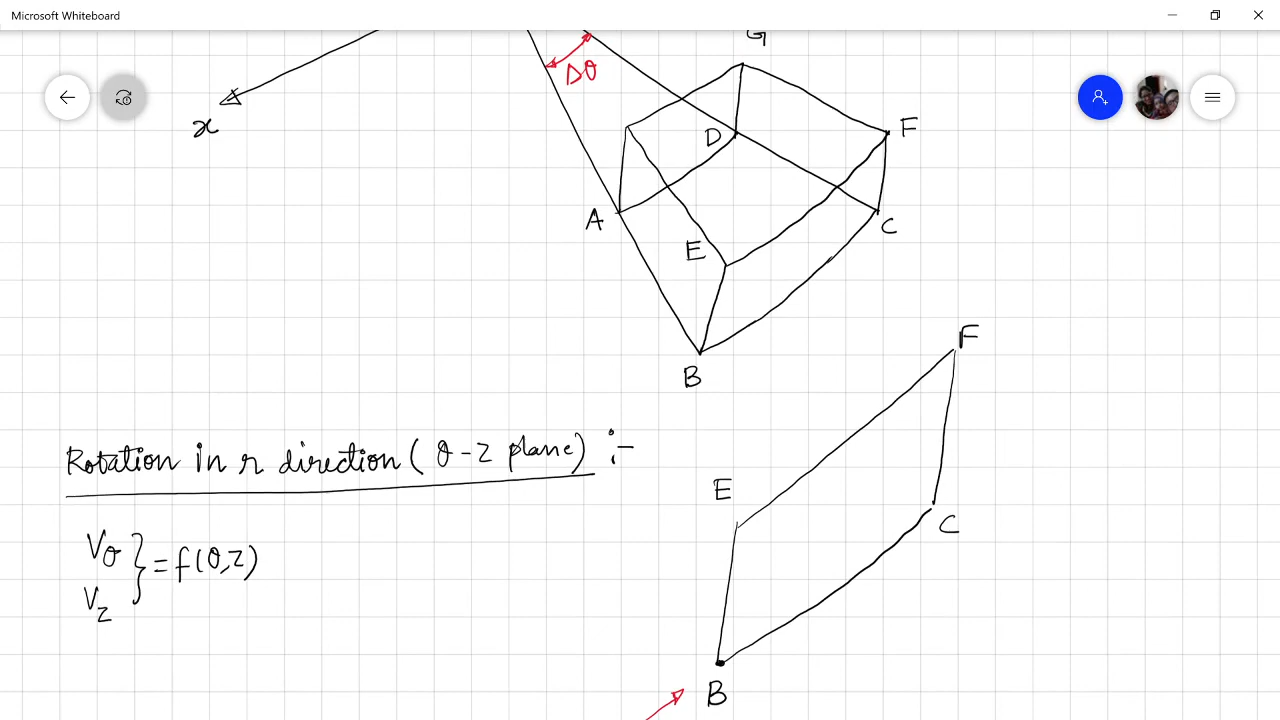 Microsoft Whiteboard
G
Δθ
x
D
F
A
C
E
B
F
Rotation in r direction (θ-z plane) :-
E
C
Vθ
Vz } = f(θ,z)
B